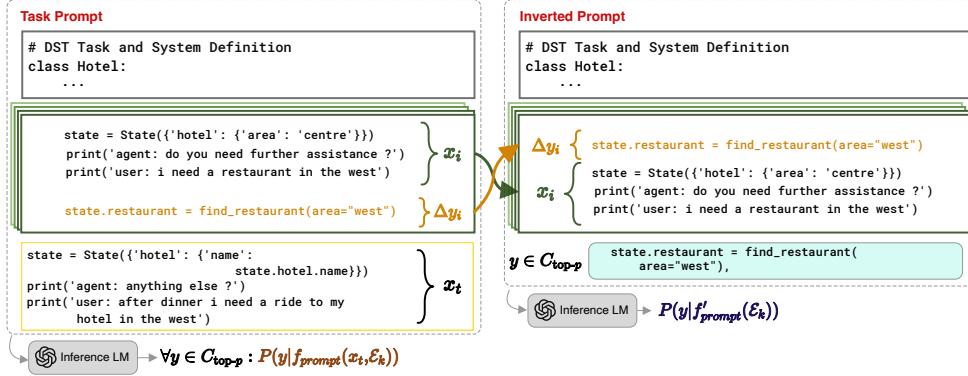 Task Prompt
# DST Task and System Definition
class Hotel:
...
state = State({'hotel': {'area': 'centre'}})
print('agent: do you need further assistance ?')
print('user: i need a restaurant in the west')
x_i
state.restaurant = find_restaurant(area="west")
Δy_i
state = State({'hotel': {'name':
state.hotel.name}})
print('agent: anything else ?')
print('user: after dinner i need a ride to my
hotel in the west')
x_t
Inference LM
∀y ∈ C_top-p : P(y|f_prompt(x_t,ℰ_k))
Inverted Prompt
# DST Task and System Definition
class Hotel:
...
Δy_i
state.restaurant = find_restaurant(area="west")
x_i
state = State({'hotel': {'area': 'centre'}})
print('agent: do you need further assistance ?')
print('user: i need a restaurant in the west')
y ∈ C_top-p
state.restaurant = find_restaurant(
area="west"),
Inference LM
P(y|f'_prompt(ℰ_k))